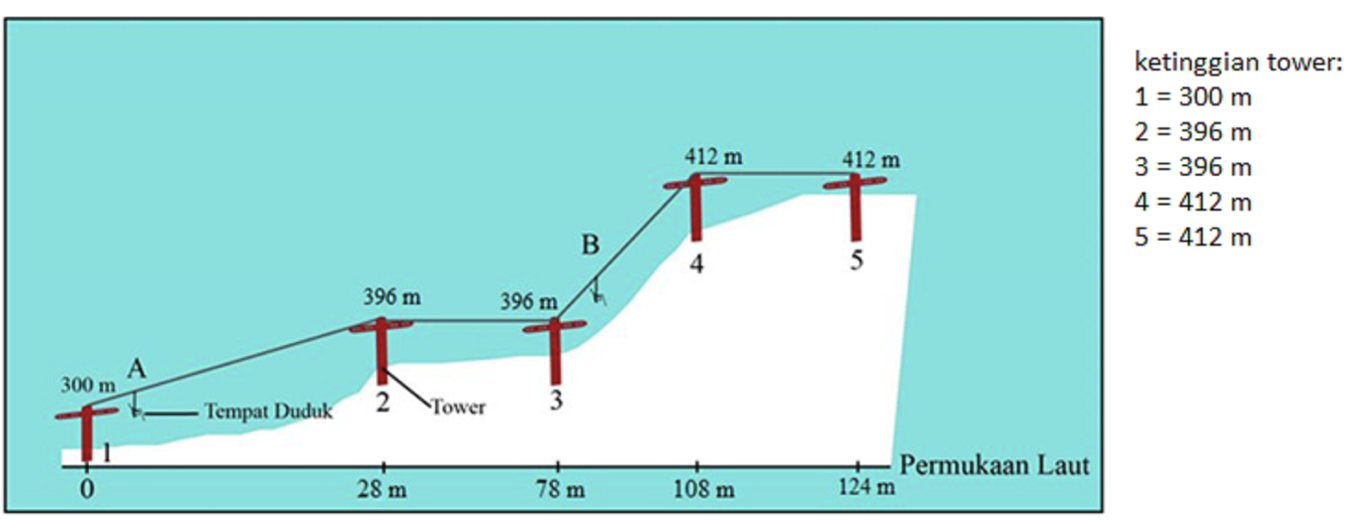 ketinggian tower:
1 = 300 m
2 = 396 m
3 = 396 m
4 = 412 m
5 = 412 m
412 m
412 m
B
4
5
396 m
396 m
A
300 m
Tempat Duduk
2
Tower
3
1
Permukaan Laut
0
28 m
78 m
108 m
124 m